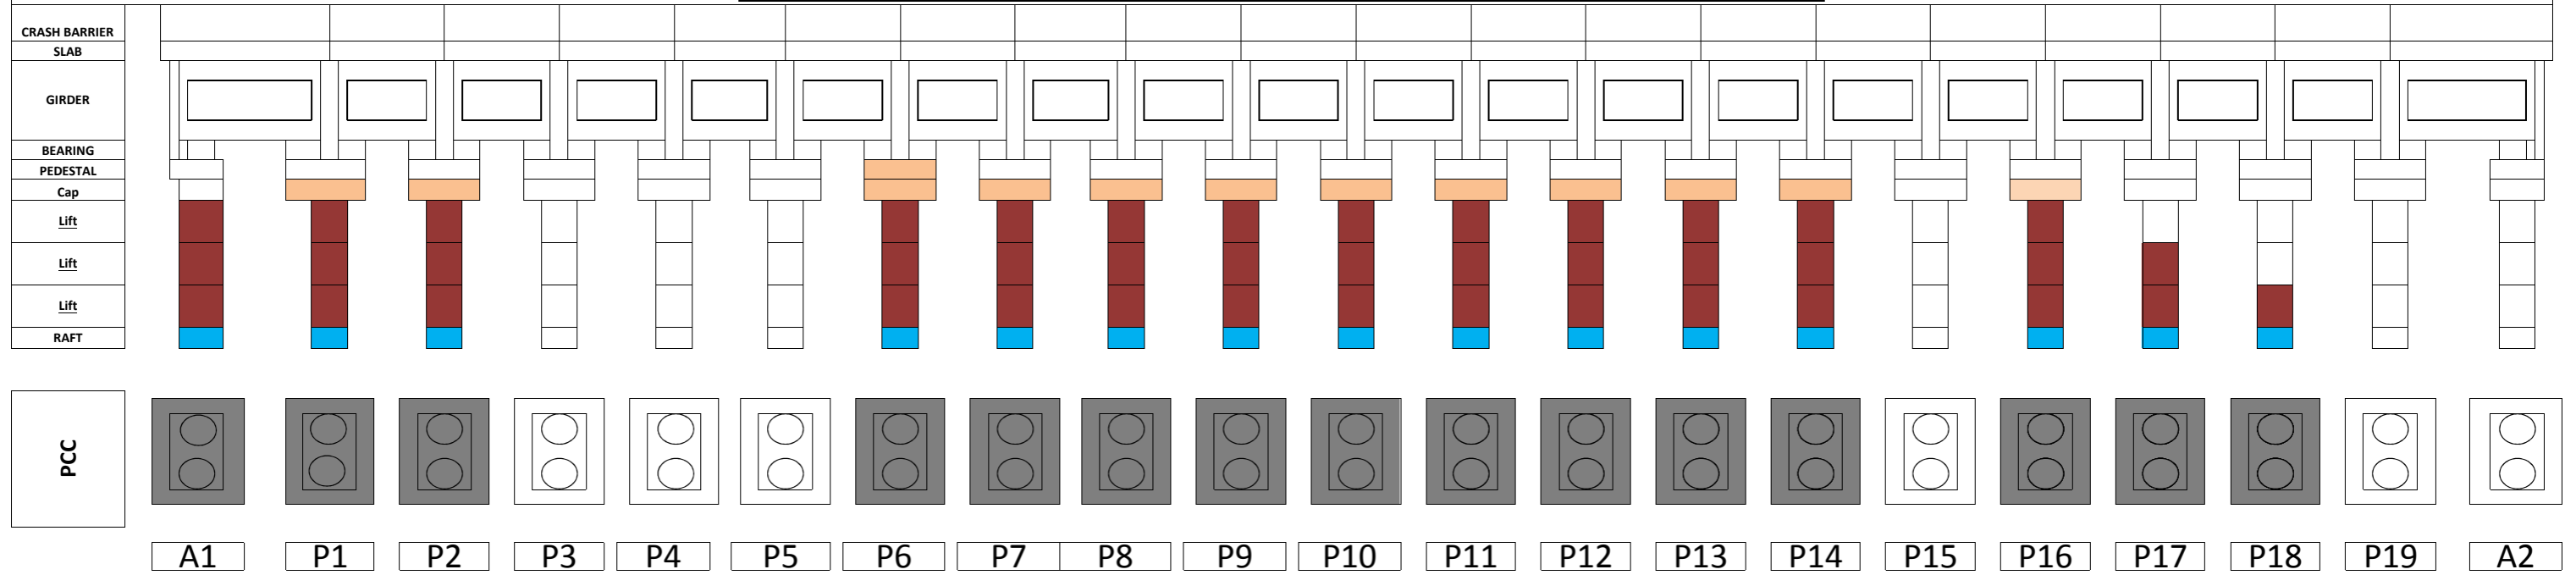 CRASH BARRIER
SLAB
GIRDER
BEARING
PEDESTAL
Cap
Lift
Lift
Lift
RAFT
PCC
A1 P1 P2 P3 P4 P5 P6 P7 P8 P9 P10 P11 P12 P13 P14 P15 P16 P17 P18 P19 A2